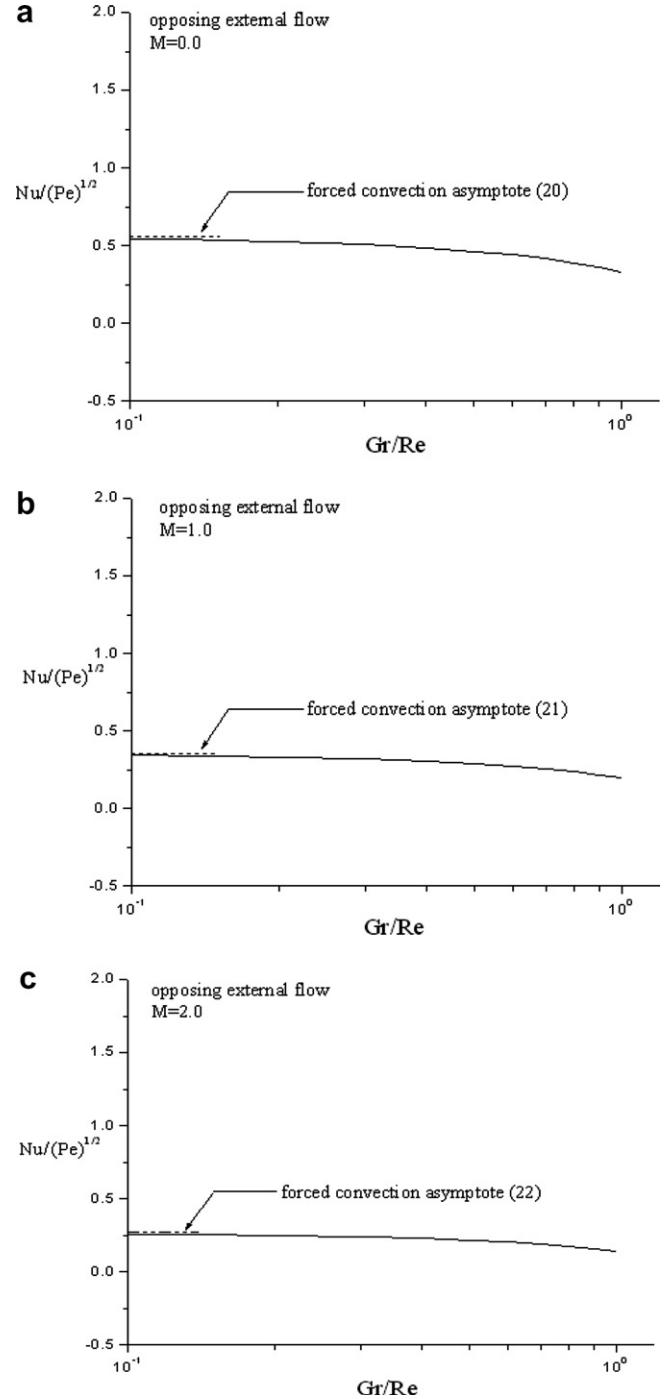 a
opposing external flow
M=0.0
2.0
1.5
1.0
Nu/(Pe)^1/2
forced convection asymptote (20)
0.5
0.0
-0.5
10^-1
10^0
Gr/Re
b
opposing external flow
M=1.0
2.0
1.5
1.0
Nu/(Pe)^1/2
forced convection asymptote (21)
0.5
0.0
-0.5
10^-1
10^0
Gr/Re
c
opposing external flow
M=2.0
2.0
1.5
1.0
Nu/(Pe)^1/2
forced convection asymptote (22)
0.5
0.0
-0.5
10^-1
10^0
Gr/Re